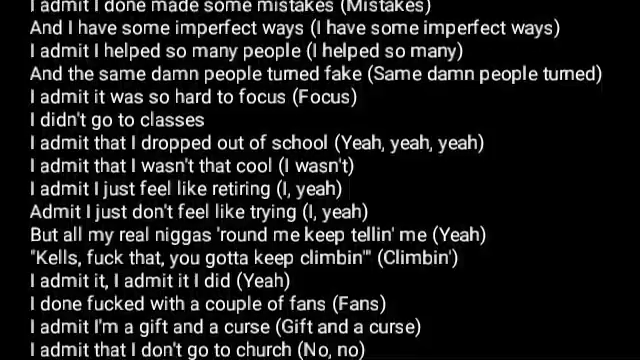 I admit I done made some mistakes (Mistakes)
And I have some imperfect ways (I have some imperfect ways)
I admit I helped so many people (I helped so many)
And the same damn people turned fake (Same damn people turned)
I admit it was so hard to focus (Focus)
I didn't go to classes
I admit that I dropped out of school (Yeah, yeah, yeah)
I admit that I wasn't that cool (I wasn't)
I admit I just feel like retiring (I, yeah)
Admit I just don't feel like trying (I, yeah)
But all my real niggas 'round me keep tellin' me (Yeah)
"Kells, fuck that, you gotta keep climbin'" (Climbin')
I admit it, I admit it I did (Yeah)
I done fucked with a couple of fans (Fans)
I admit I'm a gift and a curse (Gift and a curse)
I admit that I don't go to church (No, no)